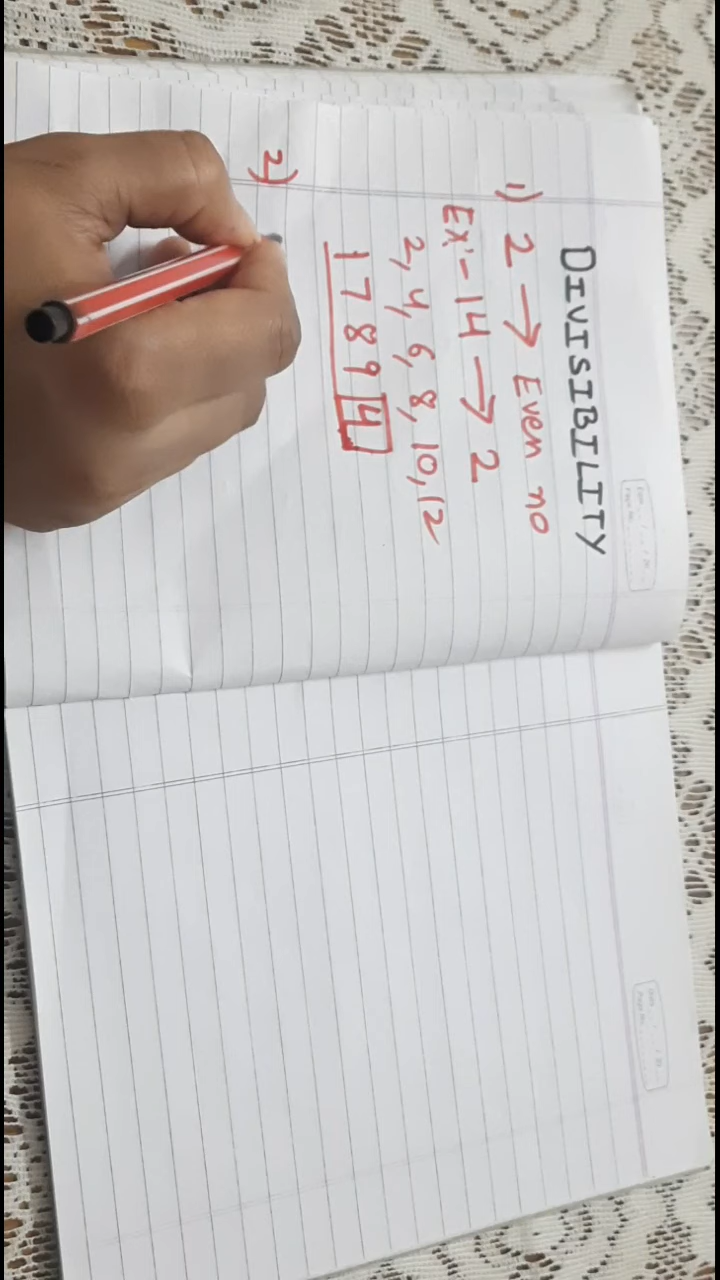 DIVISIBILITY
1) 2 → Even no
Ex:- 14 → 2
2, 4, 6, 8, 10, 12
17894
2)